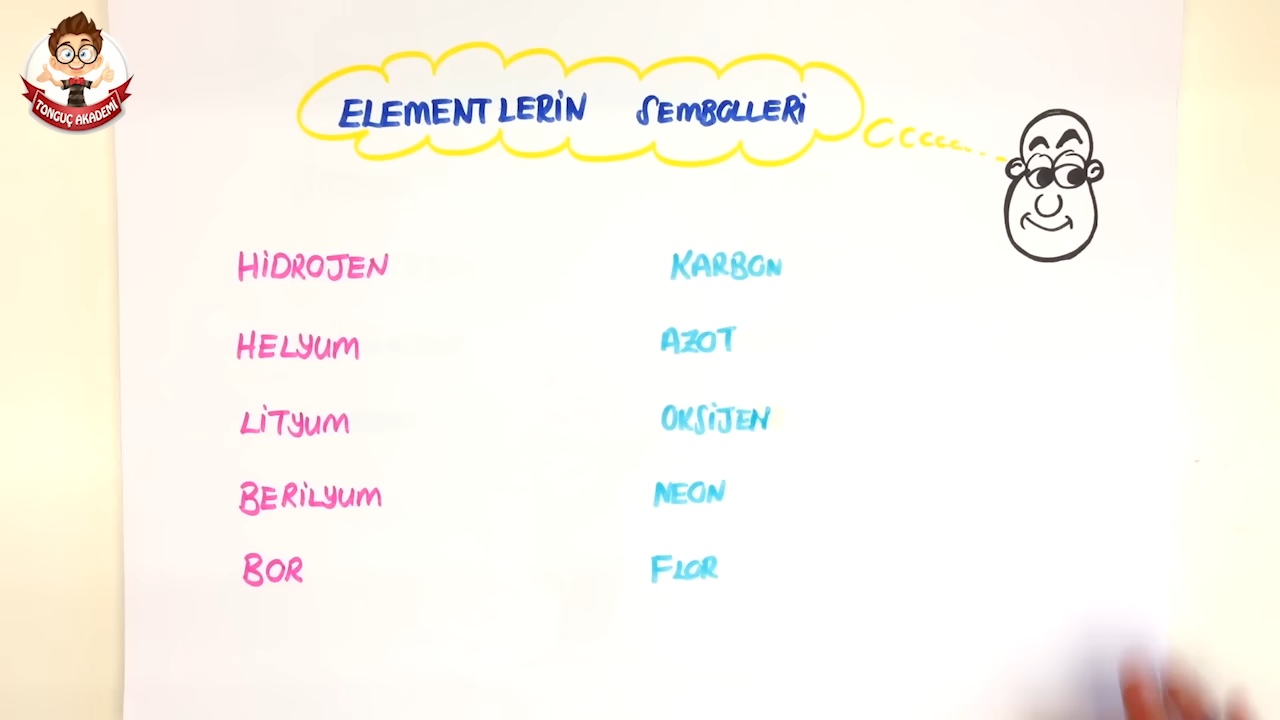 TONGUÇ AKADEMİ
ELEMENTLERİN SEMBOLLERİ
HİDROJEN
HELYUM
LİTYUM
BERİLYUM
BOR
KARBON
AZOT
OKSİJEN
NEON
FLOR